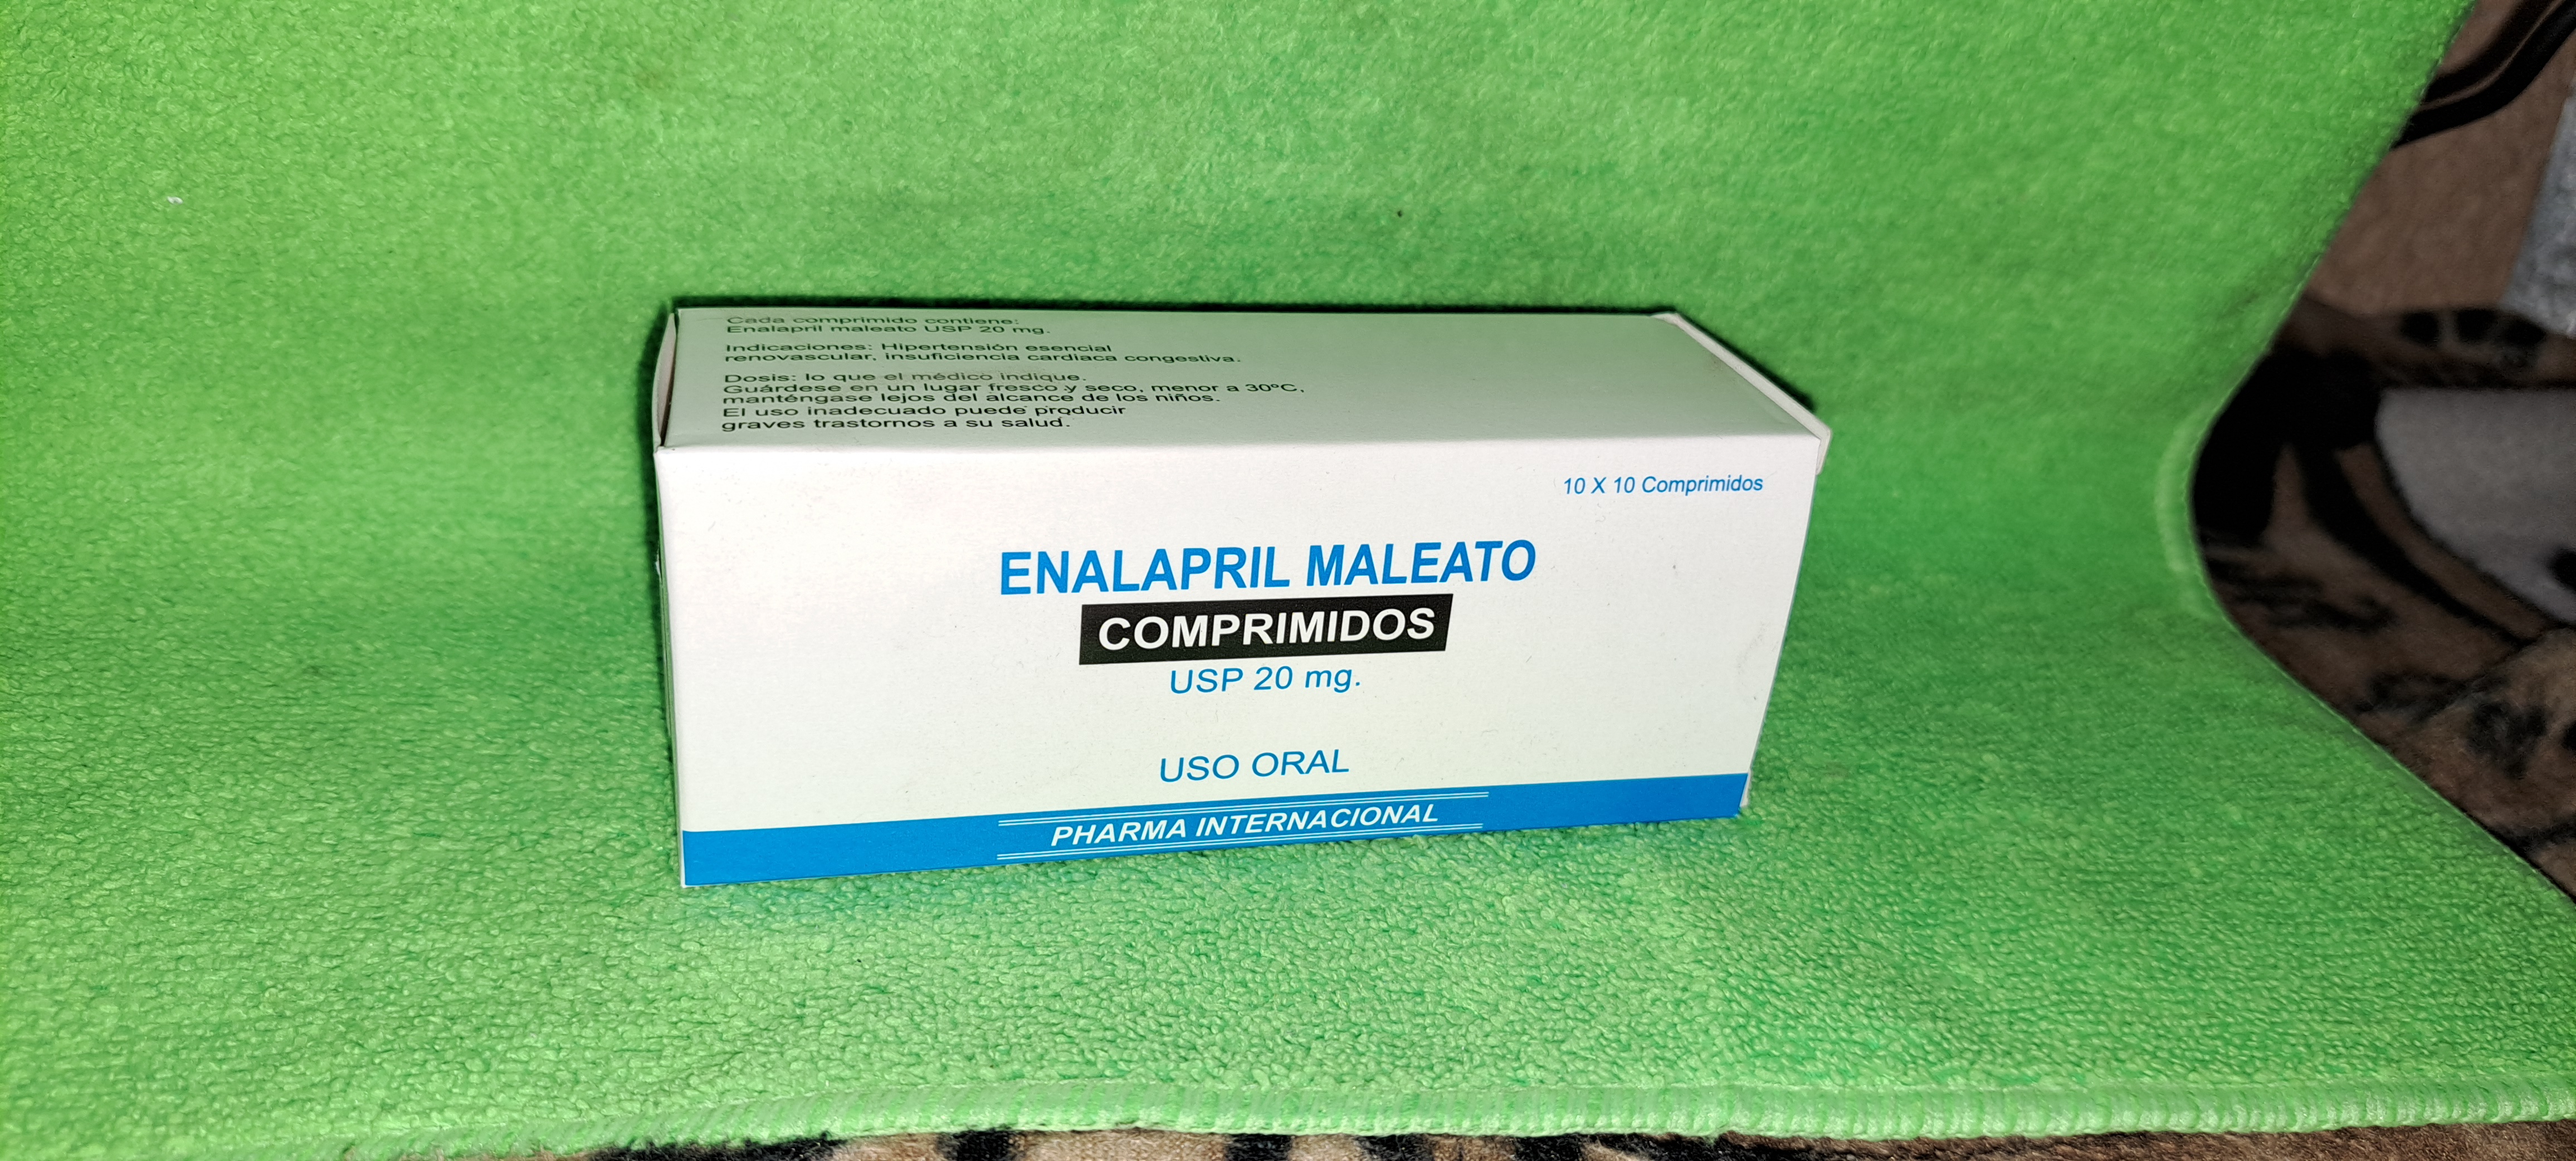 Cada comprimido contiene:
Enalapril maleato USP 20 mg.
Indicaciones: Hipertensión esencial
renovascular, insuficiencia cardiaca congestiva.
Dosis: lo que el médico indique.
Guárdese en un lugar fresco y seco, menor a 30ºC,
manténgase lejos del alcance de los niños.
El uso inadecuado puede producir
graves trastornos a su salud.
10 X 10 Comprimidos
ENALAPRIL MALEATO
COMPRIMIDOS
USP 20 mg.
USO ORAL
PHARMA INTERNACIONAL